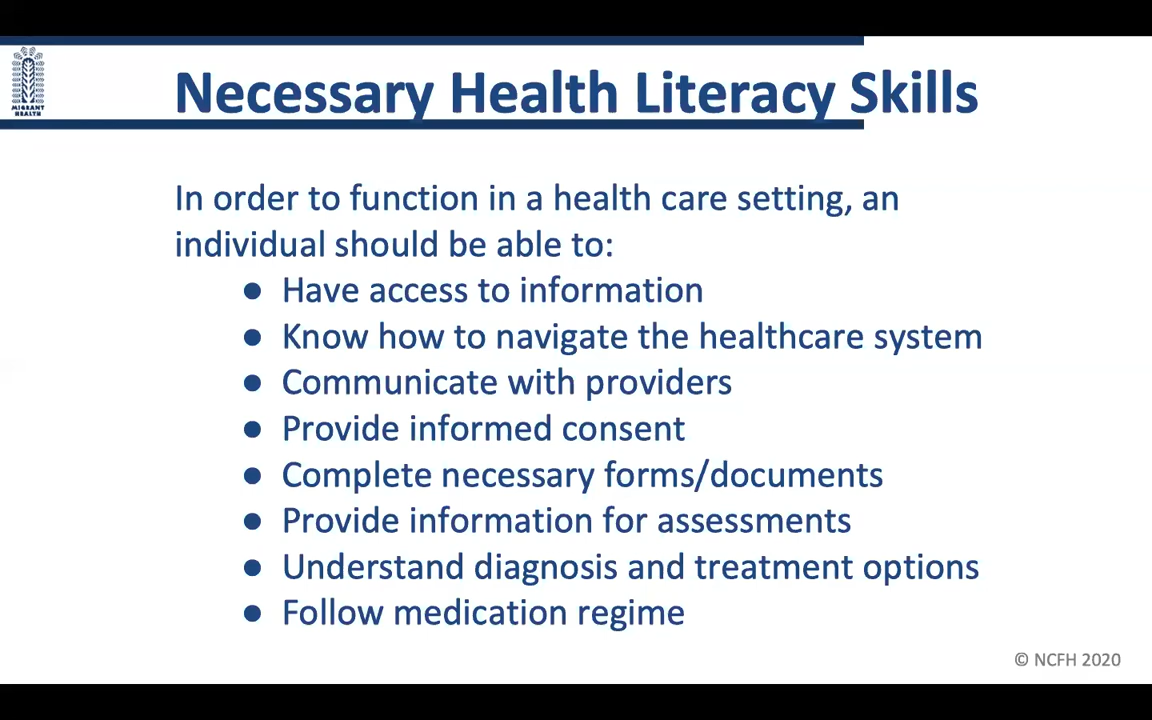 MIGRANT
HEALTH
Necessary Health Literacy Skills
In order to function in a health care setting, an
individual should be able to:
● Have access to information
● Know how to navigate the healthcare system
● Communicate with providers
● Provide informed consent
● Complete necessary forms/documents
● Provide information for assessments
● Understand diagnosis and treatment options
● Follow medication regime
© NCFH 2020